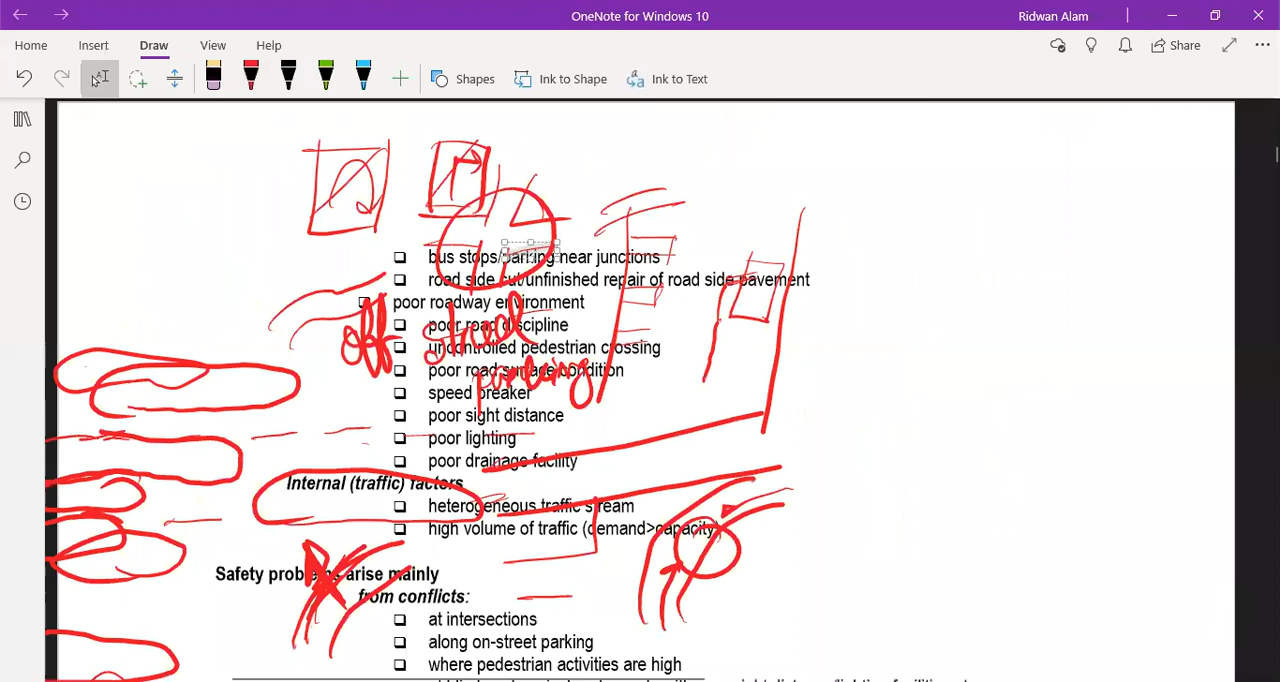 OneNote for Windows 10
Ridwan Alam
Home Insert Draw View Help
Share
Shapes Ink to Shape Ink to Text
bus stops/parking near junctions
road side cut/unfinished repair of road side pavement
poor roadway environment
off street parking
poor road discipline
uncontrolled pedestrian crossing
poor road surface condition
speed breaker
poor sight distance
poor lighting
poor drainage facility
Internal (traffic) factors
heterogeneous traffic stream
high volume of traffic (demand>capacity)
Safety problems arise mainly
from conflicts:
at intersections
along on-street parking
where pedestrian activities are high